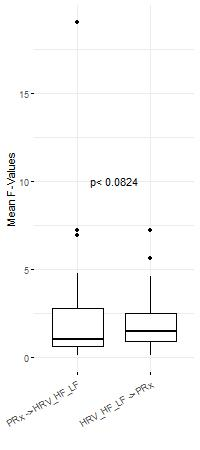 Mean F-Values
15
10
5
0
p< 0.0824
PRx->HRV_HF_LF
HRV_HF_LF->PRx